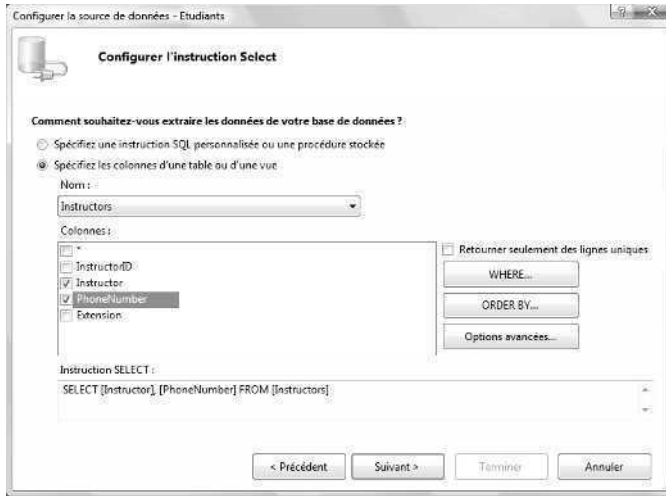 Configurer la source de données - Etudiants
Configurer l'instruction Select
Comment souhaitez-vous extraire les données de votre base de données ?
Spécifiez une instruction SQL personnalisée ou une procédure stockée
Spécifiez les colonnes d'une table ou d'une vue
Nom :
Instructors
Colonnes :
*
InstructorID
Instructor
PhoneNumber
Extension
Retourner seulement des lignes uniques
WHERE...
ORDER BY...
Options avancées...
Instruction SELECT :
SELECT [Instructor], [PhoneNumber] FROM [Instructors]
< Précédent
Suivant >
Terminer
Annuler